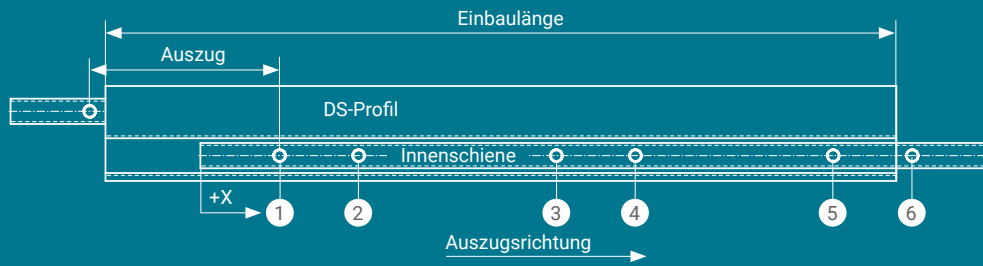 Einbaulänge
Auszug
DS-Profil
Innenschiene
+X
1 2 3 4 5 6
Auszugsrichtung